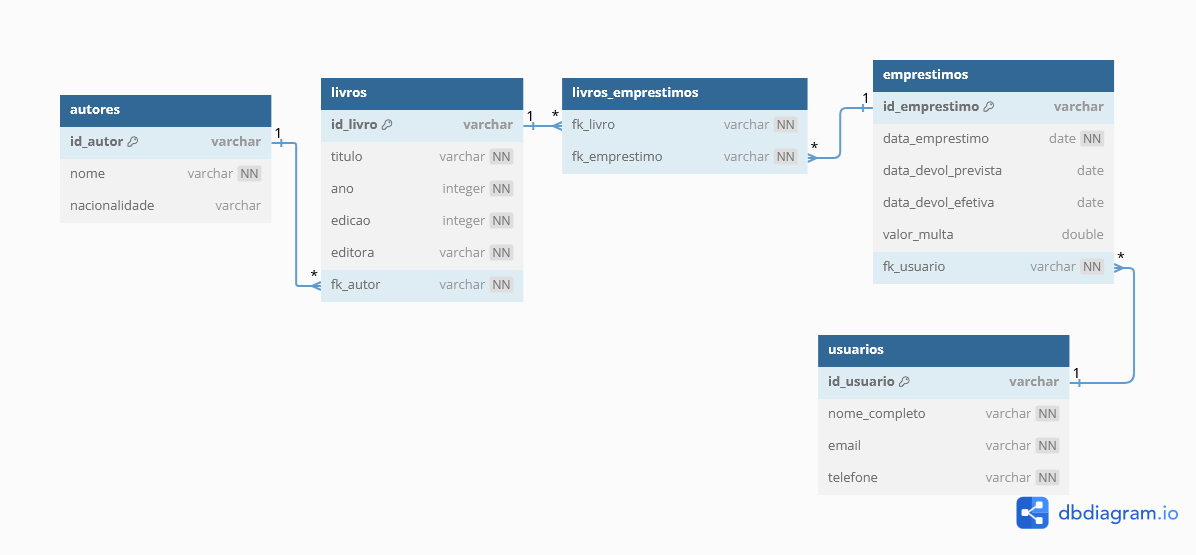 autores
id_autor varchar
nome varchar NN
nacionalidade varchar
1
*
livros
id_livro varchar
titulo varchar NN
ano integer NN
edicao integer NN
editora varchar NN
fk_autor varchar NN
1
*
livros_emprestimos
fk_livro varchar NN
fk_emprestimo varchar NN
*
1
emprestimos
id_emprestimo varchar
data_emprestimo date NN
data_devol_prevista date
data_devol_efetiva date
valor_multa double
fk_usuario varchar NN
*
1
usuarios
id_usuario varchar
nome_completo varchar NN
email varchar NN
telefone varchar NN
dbdiagram.io